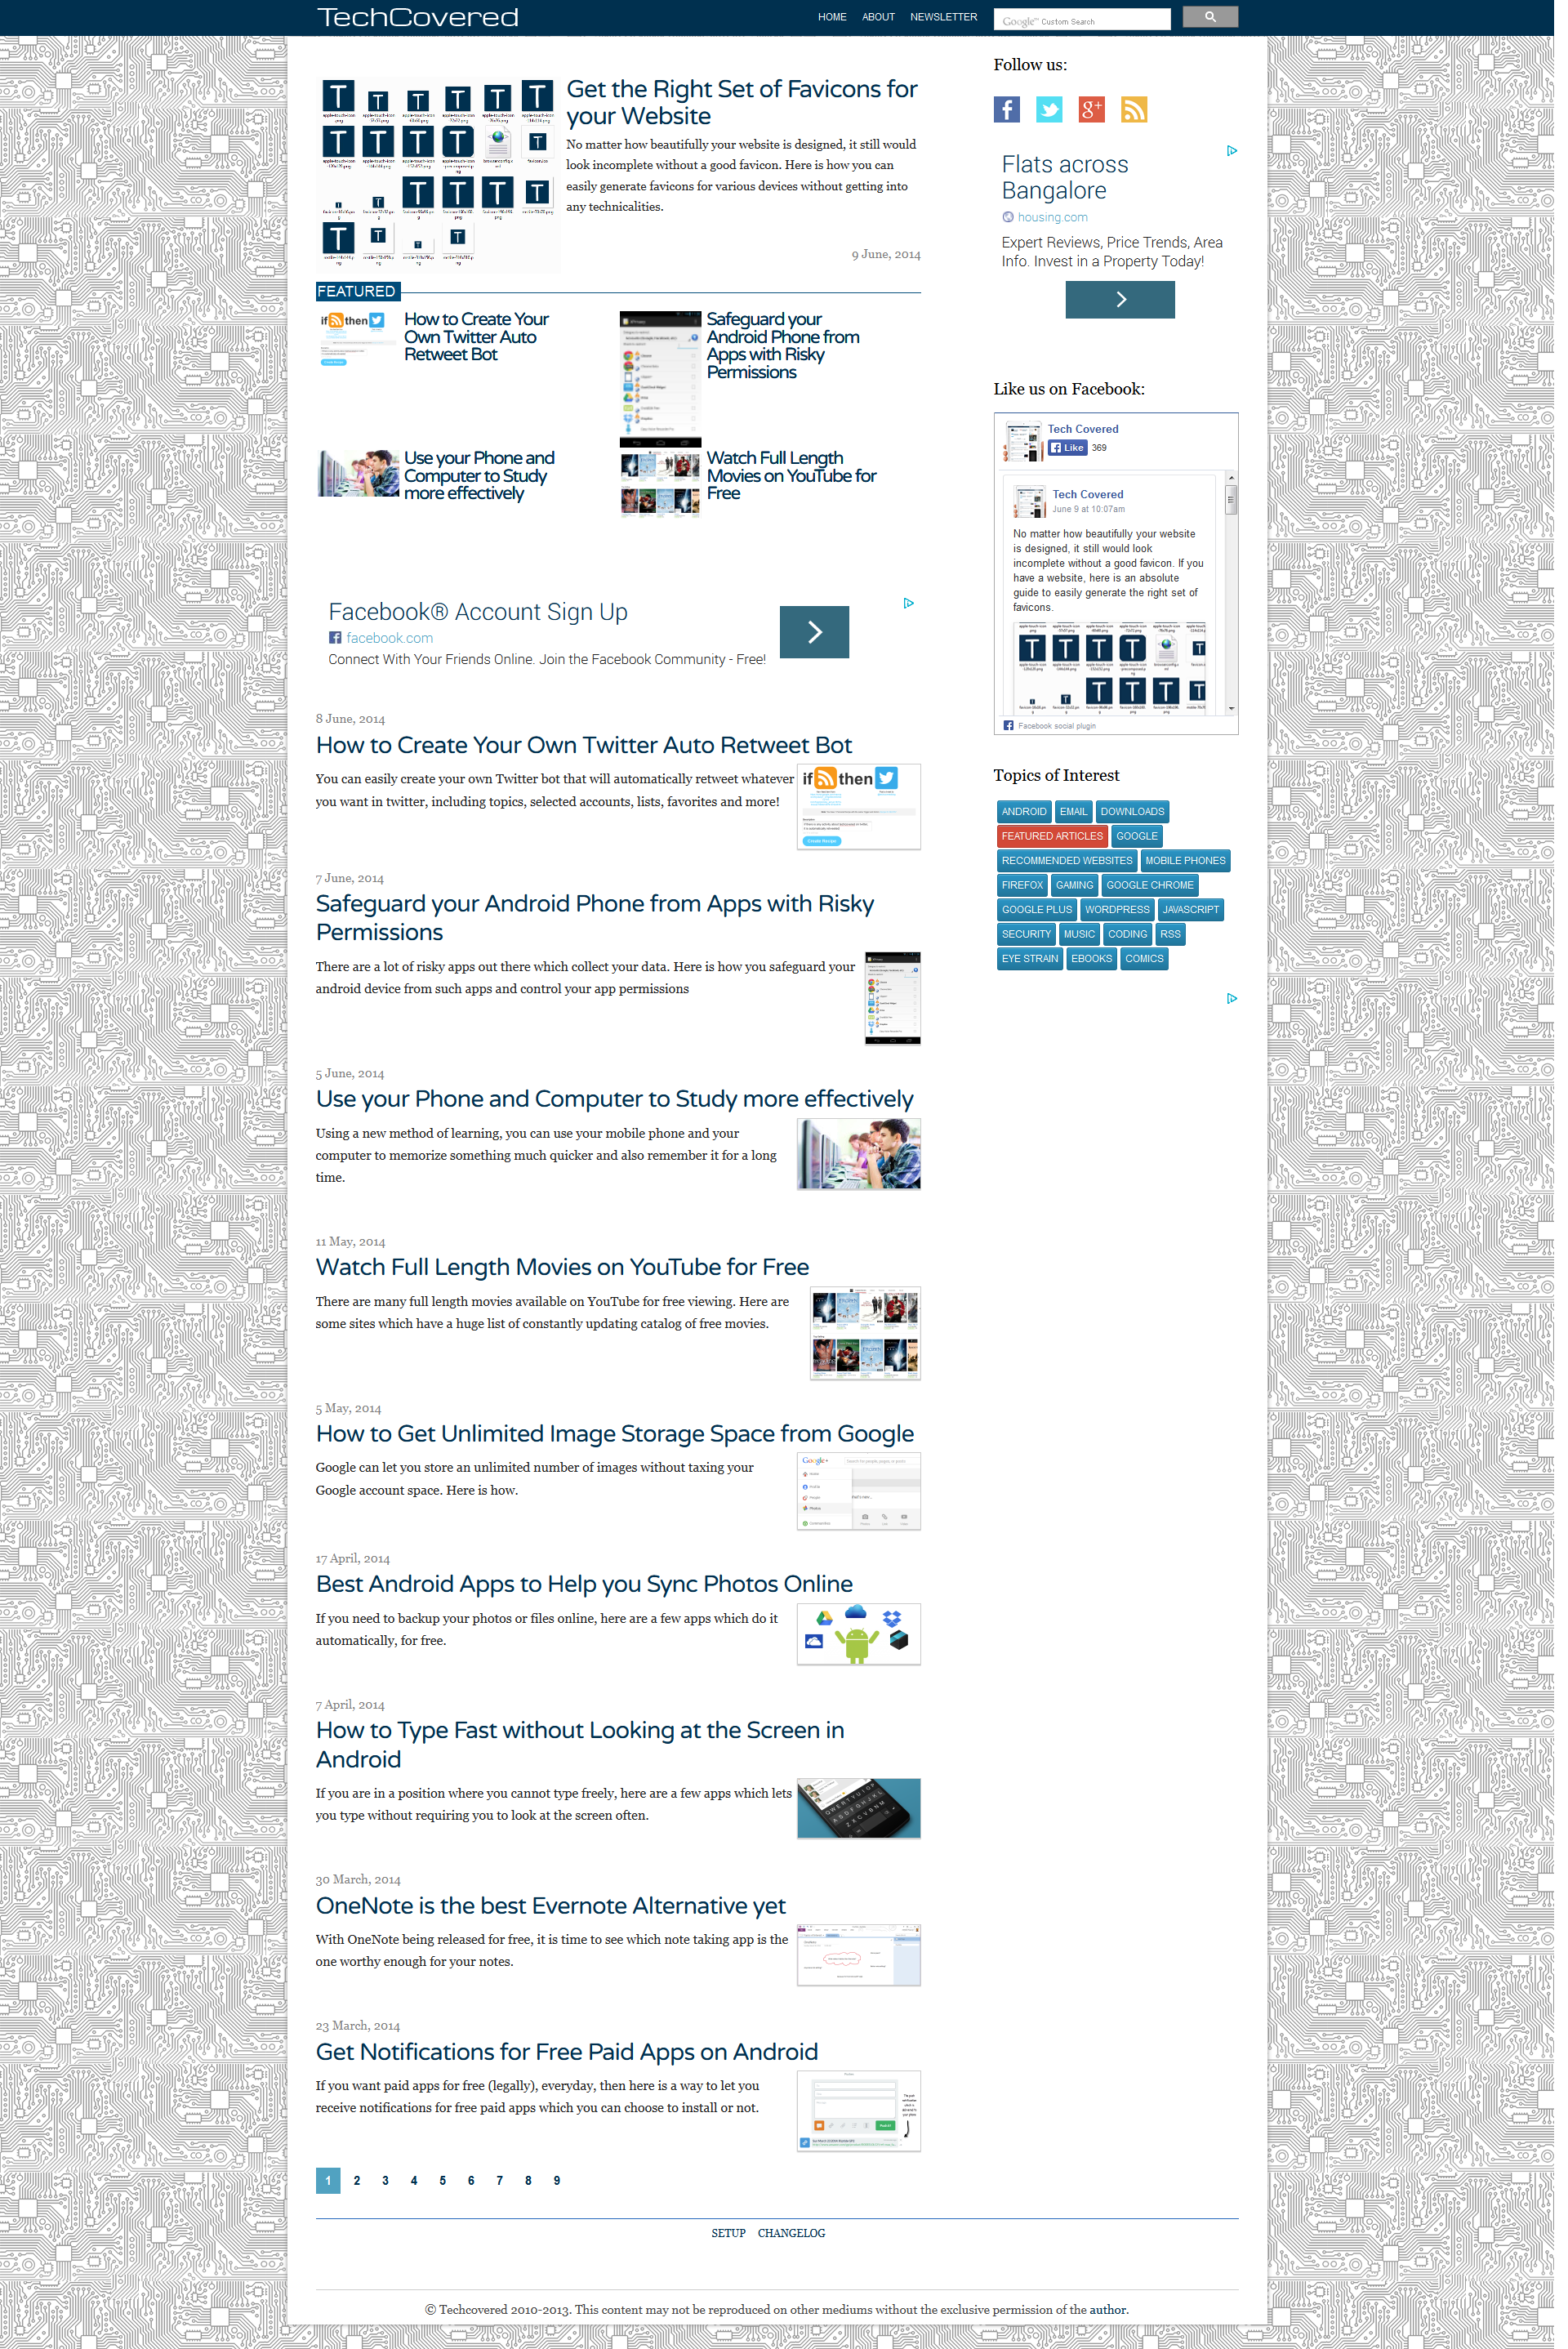 TechCovered
HOME ABOUT NEWSLETTER
Google™ Custom Search
Get the Right Set of Favicons for
your Website
No matter how beautifully your website is designed, it still would
look incomplete without a good favicon. Here is how you can
easily generate favicons for various devices without getting into
any technicalities.
9 June, 2014
FEATURED
if then
How to Create Your
Own Twitter Auto
Retweet Bot
Safeguard your
Android Phone from
Apps with Risky
Permissions
Use your Phone and
Computer to Study
more effectively
Watch Full Length
Movies on YouTube for
Free
Facebook® Account Sign Up
facebook.com
Connect With Your Friends Online. Join the Facebook Community - Free!
8 June, 2014
How to Create Your Own Twitter Auto Retweet Bot
You can easily create your own Twitter bot that will automatically retweet whatever
you want in twitter, including topics, selected accounts, lists, favorites and more!
if then
7 June, 2014
Safeguard your Android Phone from Apps with Risky
Permissions
There are a lot of risky apps out there which collect your data. Here is how you safeguard your
android device from such apps and control your app permissions
5 June, 2014
Use your Phone and Computer to Study more effectively
Using a new method of learning, you can use your mobile phone and your
computer to memorize something much quicker and also remember it for a long
time.
11 May, 2014
Watch Full Length Movies on YouTube for Free
There are many full length movies available on YouTube for free viewing. Here are
some sites which have a huge list of constantly updating catalog of free movies.
5 May, 2014
How to Get Unlimited Image Storage Space from Google
Google can let you store an unlimited number of images without taxing your
Google account space. Here is how.
17 April, 2014
Best Android Apps to Help you Sync Photos Online
If you need to backup your photos or files online, here are a few apps which do it
automatically, for free.
7 April, 2014
How to Type Fast without Looking at the Screen in
Android
If you are in a position where you cannot type freely, here are a few apps which lets
you type without requiring you to look at the screen often.
30 March, 2014
OneNote is the best Evernote Alternative yet
With OneNote being released for free, it is time to see which note taking app is the
one worthy enough for your notes.
23 March, 2014
Get Notifications for Free Paid Apps on Android
If you want paid apps for free (legally), everyday, then here is a way to let you
receive notifications for free paid apps which you can choose to install or not.
1 2 3 4 5 6 7 8 9
Follow us:
Flats across
Bangalore
housing.com
Expert Reviews, Price Trends, Area
Info. Invest in a Property Today!
Like us on Facebook:
Tech Covered
Like 369
Tech Covered
June 9 at 10:07am
No matter how beautifully your website
is designed, it still would look
incomplete without a good favicon. If you
have a website, here is an absolute
guide to easily generate the right set of
favicons.
Facebook social plugin
Topics of Interest
ANDROID EMAIL DOWNLOADS
FEATURED ARTICLES GOOGLE
RECOMMENDED WEBSITES MOBILE PHONES
FIREFOX GAMING GOOGLE CHROME
GOOGLE PLUS WORDPRESS JAVASCRIPT
SECURITY MUSIC CODING RSS
EYE STRAIN EBOOKS COMICS
SETUP CHANGELOG
© Techcovered 2010-2013. This content may not be reproduced on other mediums without the exclusive permission of the author.